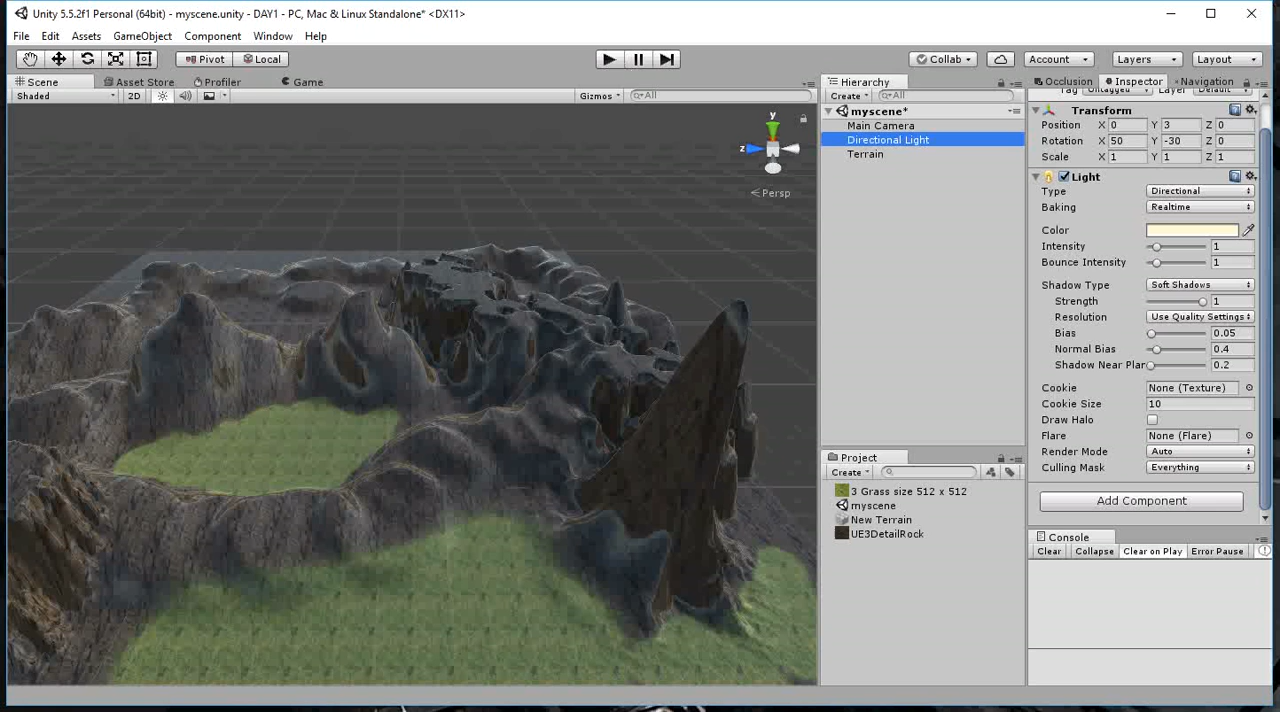 Unity 5.5.2f1 Personal (64bit) - myscene.unity - DAY1 - PC, Mac & Linux Standalone* <DX11>
File Edit Assets GameObject Component Window Help
Pivot Local Collab Account Layers Layout
Scene Asset Store Profiler Game
Shaded 2D Gizmos All
y
z
Persp
Hierarchy
Create All
myscene*
Main Camera
Directional Light
Terrain
Project
Create
3 Grass size 512 x 512
myscene
New Terrain
UE3DetailRock
Occlusion Inspector Navigation
Tag Untagged Layer Default
Transform
Position X 0 Y 3 Z 0
Rotation X 50 Y -30 Z 0
Scale X 1 Y 1 Z 1
Light
Type Directional
Baking Realtime
Color
Intensity 1
Bounce Intensity 1
Shadow Type Soft Shadows
Strength 1
Resolution Use Quality Settings
Bias 0.05
Normal Bias 0.4
Shadow Near Plar 0.2
Cookie None (Texture)
Cookie Size 10
Draw Halo
Flare None (Flare)
Render Mode Auto
Culling Mask Everything
Add Component
Console
Clear Collapse Clear on Play Error Pause